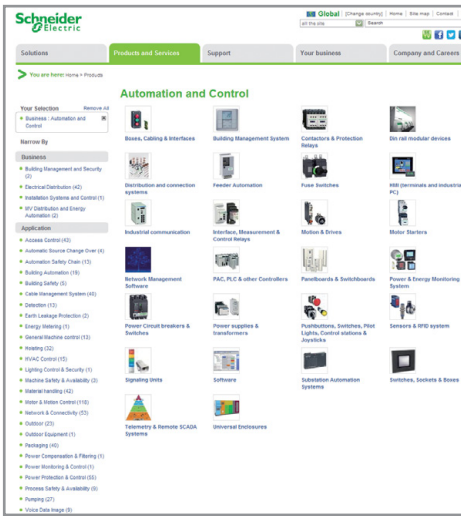 Schneider
Electric
Global | [Change country] | Home | Site map | Contact
all the site Search
Solutions
Products and Services
Support
Your business
Company and Careers
You are here: Home > Products
Automation and Control
Your Selection Remove All
Business : Automation and
Control
Narrow By
Business
Building Management and Security
(2)
Electrical Distribution (42)
Installation Systems and Control (1)
MV Distribution and Energy
Automation (2)
Application
Access Control (40)
Automatic Source Change Over (4)
Automation Safety Chain (13)
Building Automation (19)
Building Safety (5)
Cable Management System (40)
Detection (13)
Earth Leakage Protection (2)
Energy Metering (1)
General Machine control (13)
Hoisting (32)
HVAC Control (15)
Lighting Control & Security (1)
Machine Safety & Availability (3)
Material handling (42)
Motor & Motion Control (118)
Network & Connectivity (53)
Outdoor (23)
Outdoor Equipment (1)
Packaging (40)
Power Compensation & Filtering (1)
Power Monitoring & Control (1)
Power Protection & Control (55)
Process Safety & Availability (9)
Pumping (27)
Voice Data Image (8)
Boxes, Cabling & Interfaces
Building Management System
Contactors & Protection
Relays
Din rail modular devices
Distribution and connection
systems
Feeder Automation
Fuse Switches
HMI (terminals and Industrial
PC)
Industrial communication
Interface, Measurement &
Control Relays
Motion & Drives
Motor Starters
Network Management
Software
PAC, PLC & other Controllers
Panelboards & Switchboards
Power & Energy Monitoring
System
Power Circuit breakers &
Switches
Power supplies &
transformers
Pushbuttons, Switches, Pilot
Lights, Control stations &
Joysticks
Sensors & RFID system
Signaling Units
Software
Substation Automation
Systems
Switches, Sockets & Boxes
Telemetry & Remote SCADA
Systems
Universal Enclosures